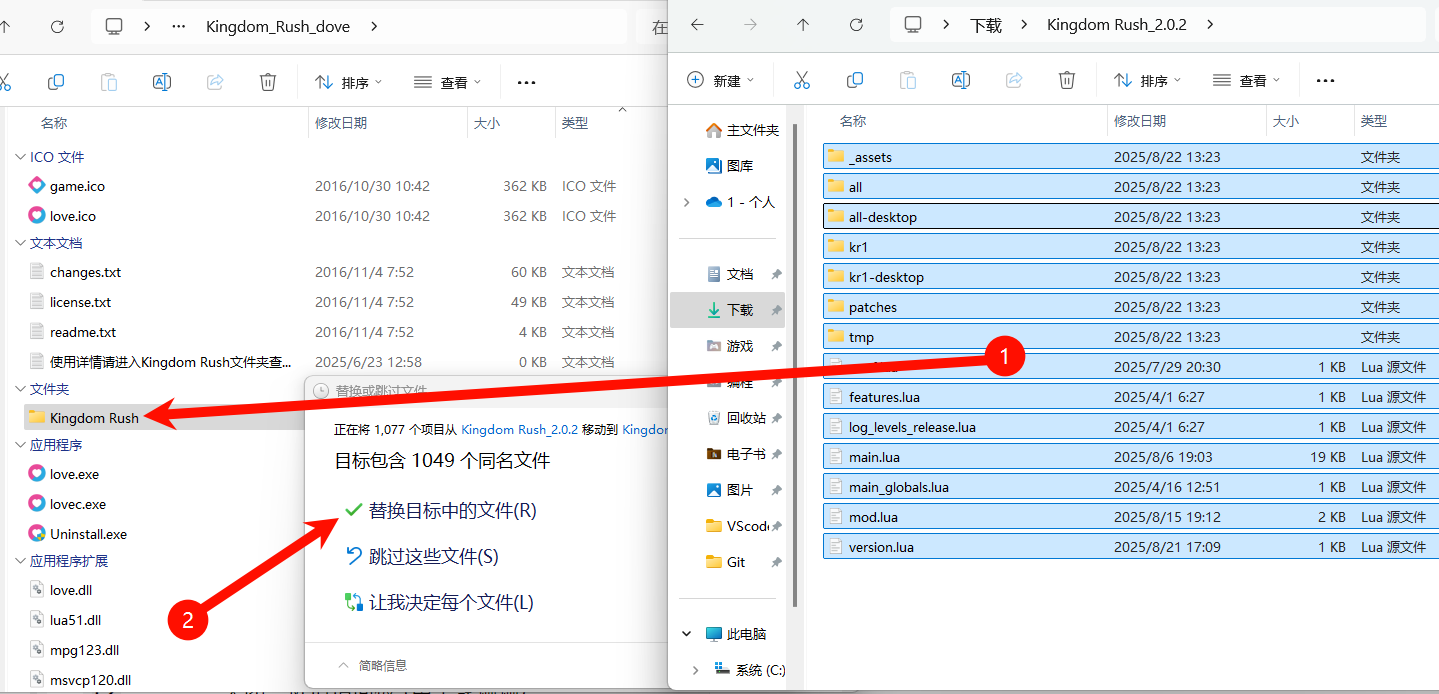 Kingdom_Rush_dove
在
排序
查看
名称 修改日期 大小 类型
ICO 文件
game.ico 2016/10/30 10:42 362 KB ICO 文件
love.ico 2016/10/30 10:42 362 KB ICO 文件
文本文档
changes.txt 2016/11/4 7:52 60 KB 文本文档
license.txt 2016/11/4 7:52 49 KB 文本文档
readme.txt 2016/11/4 7:52 4 KB 文本文档
使用详情请进入Kingdom Rush文件夹查... 2025/6/23 12:58 0 KB 文本文档
文件夹
Kingdom Rush
应用程序
love.exe
lovec.exe
Uninstall.exe
应用程序扩展
love.dll
lua51.dll
mpg123.dll
msvcp120.dll
替换或跳过文件
正在将 1,077 个项目从 Kingdom Rush_2.0.2 移动到 Kingdor
目标包含 1049 个同名文件
替换目标中的文件(R)
跳过这些文件(S)
让我决定每个文件(L)
简略信息
1
2
下载 Kingdom Rush_2.0.2
新建
排序
查看
主文件夹
图库
1 - 个人
文档
下载
游戏
编程
回收站
电子书
图片
VScode
Git
此电脑
系统 (C:)
名称 修改日期 大小 类型
_assets 2025/8/22 13:23 文件夹
all 2025/8/22 13:23 文件夹
all-desktop 2025/8/22 13:23 文件夹
kr1 2025/8/22 13:23 文件夹
kr1-desktop 2025/8/22 13:23 文件夹
patches 2025/8/22 13:23 文件夹
tmp 2025/8/22 13:23 文件夹
2025/7/29 20:30 1 KB Lua 源文件
features.lua 2025/4/1 6:27 1 KB Lua 源文件
log_levels_release.lua 2025/4/1 6:27 1 KB Lua 源文件
main.lua 2025/8/6 19:03 19 KB Lua 源文件
main_globals.lua 2025/4/16 12:51 1 KB Lua 源文件
mod.lua 2025/8/15 19:12 2 KB Lua 源文件
version.lua 2025/8/21 17:09 1 KB Lua 源文件